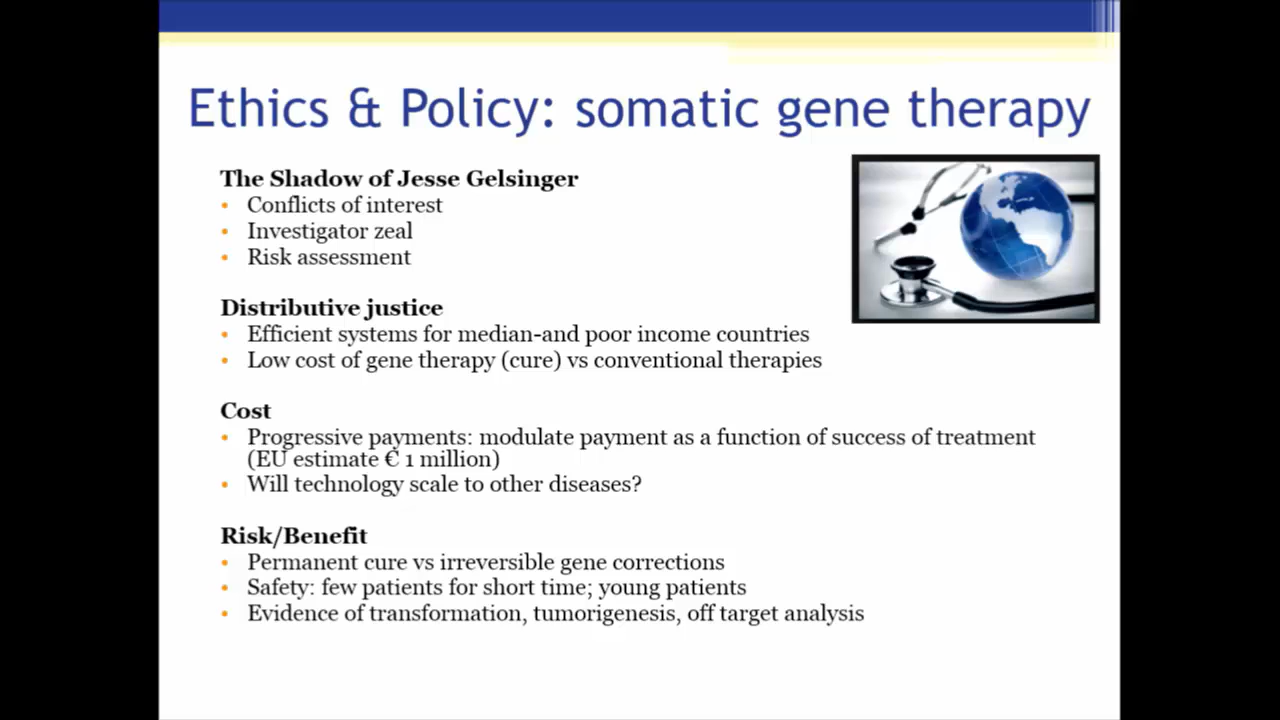 Ethics & Policy: somatic gene therapy
The Shadow of Jesse Gelsinger
• Conflicts of interest
• Investigator zeal
• Risk assessment
Distributive justice
• Efficient systems for median-and poor income countries
• Low cost of gene therapy (cure) vs conventional therapies
Cost
• Progressive payments: modulate payment as a function of success of treatment
(EU estimate € 1 million)
• Will technology scale to other diseases?
Risk/Benefit
• Permanent cure vs irreversible gene corrections
• Safety: few patients for short time; young patients
• Evidence of transformation, tumorigenesis, off target analysis